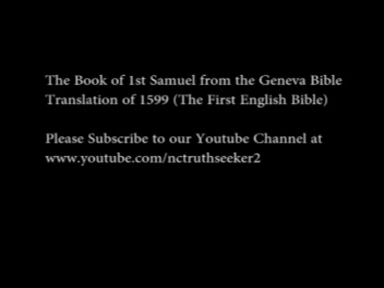 The Book of 1st Samuel from the Geneva Bible
Translation of 1599 (The First English Bible)
Please Subscribe to our Youtube Channel at
www.youtube.com/nctruthseeker2